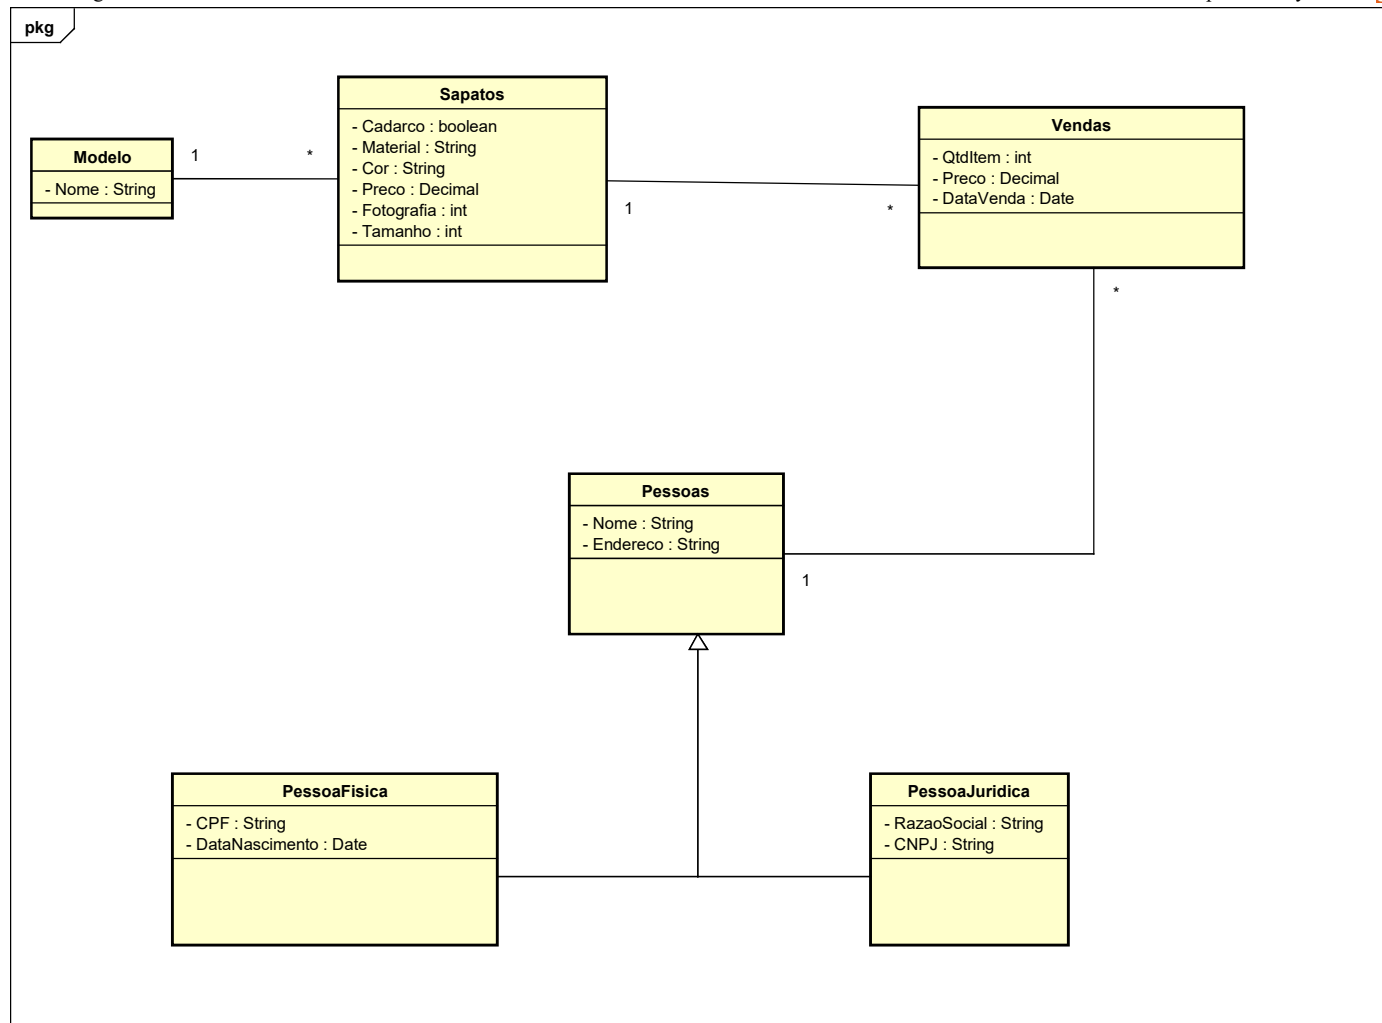 pkg
Sapatos
- Cadarco : boolean
- Material : String
- Cor : String
- Preco : Decimal
- Fotografia : int
- Tamanho : int
Vendas
- QtdItem : int
- Preco : Decimal
- DataVenda : Date
Modelo
- Nome : String
1
*
1
*
*
Pessoas
- Nome : String
- Endereco : String
1
PessoaFisica
- CPF : String
- DataNascimento : Date
PessoaJuridica
- RazaoSocial : String
- CNPJ : String